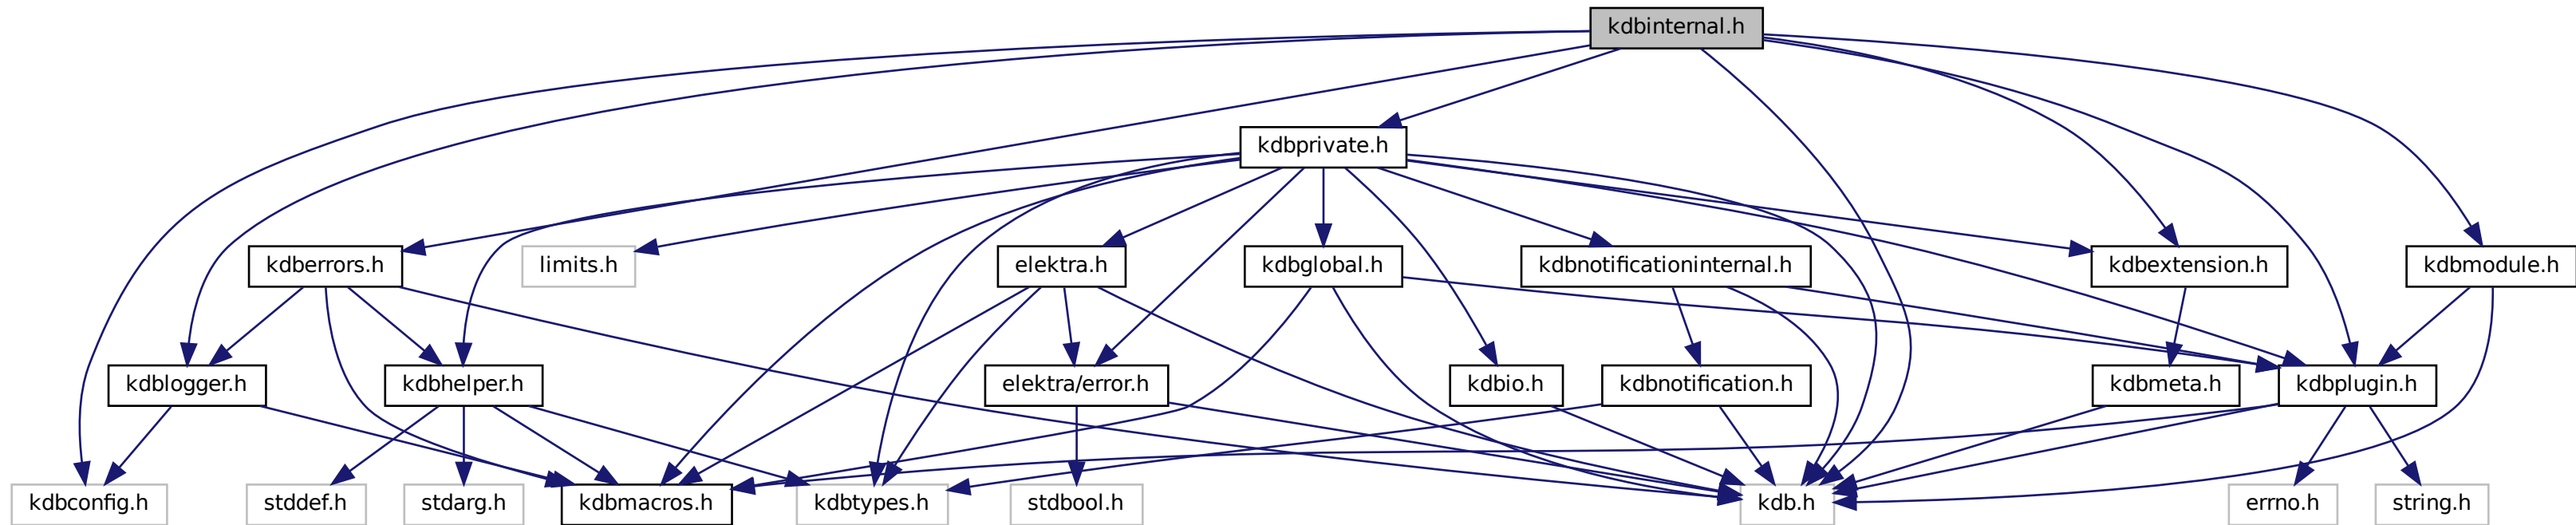 kdbinternal.h
kdbprivate.h
kdberrors.h
limits.h
elektra.h
kdbglobal.h
kdbnotificationinternal.h
kdbextension.h
kdbmodule.h
kdblogger.h
kdbhelper.h
elektra/error.h
kdbio.h
kdbnotification.h
kdbmeta.h
kdbplugin.h
kdbconfig.h
stddef.h
stdarg.h
kdbmacros.h
kdbtypes.h
stdbool.h
kdb.h
errno.h
string.h